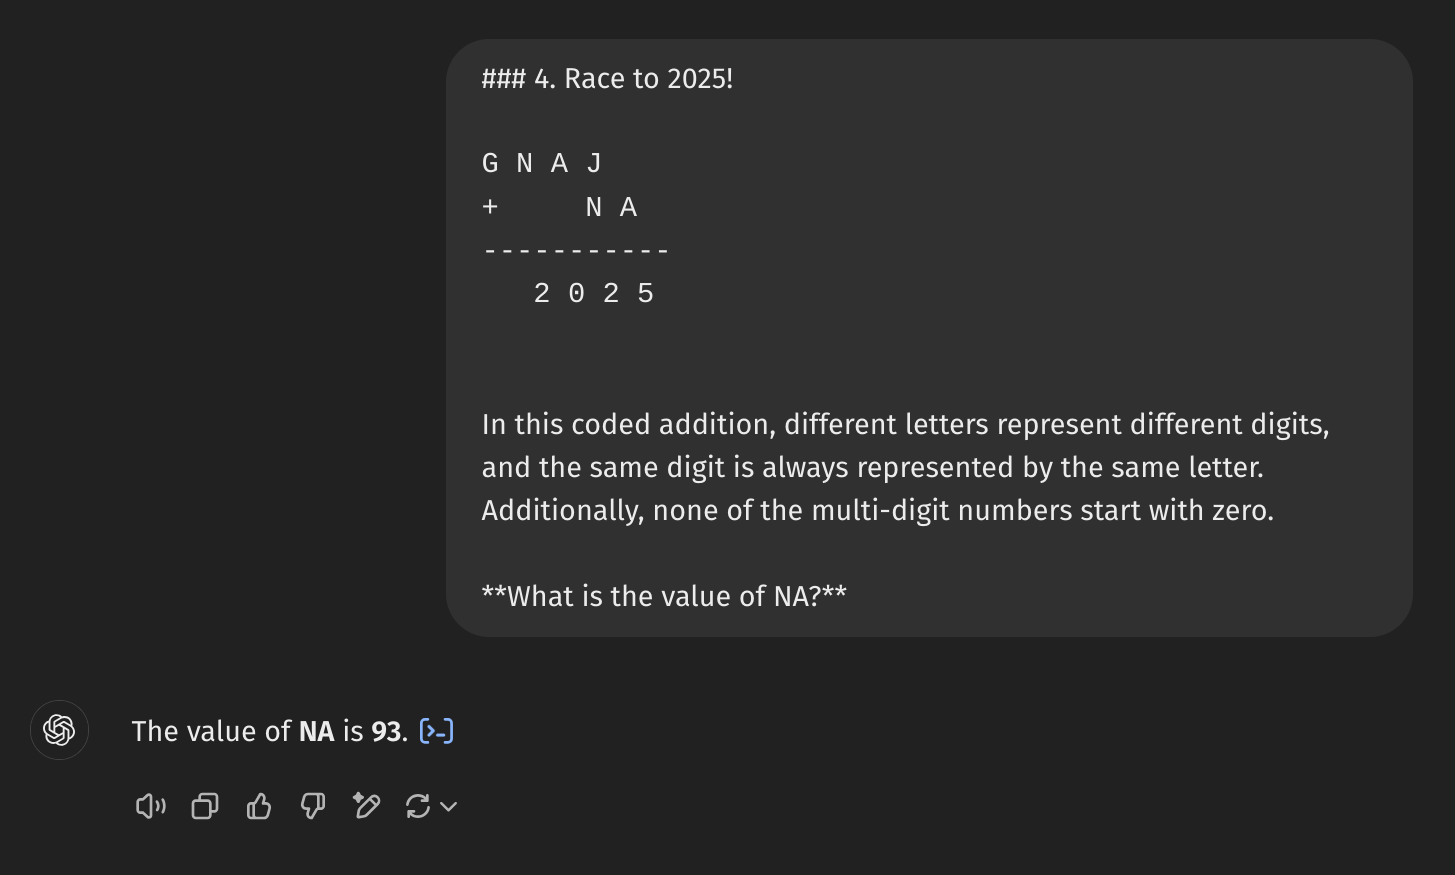 ### 4. Race to 2025!
G N A J
+     N A
-----------
   2 0 2 5
In this coded addition, different letters represent different digits,
and the same digit is always represented by the same letter.
Additionally, none of the multi-digit numbers start with zero.
**What is the value of NA?**
The value of NA is 93.